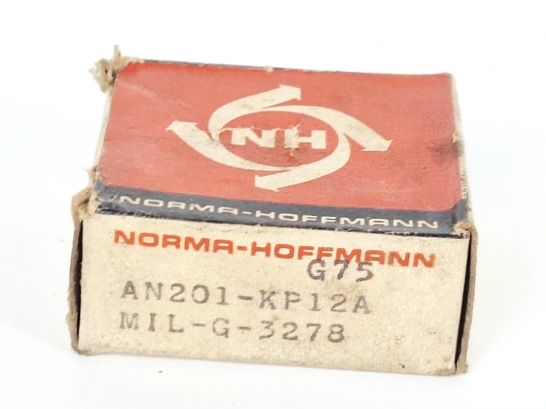 NH
NORMA-HOFFMANN
NORMA-HOFFMANN
G75
AN201-KP12A
MIL-G-3278